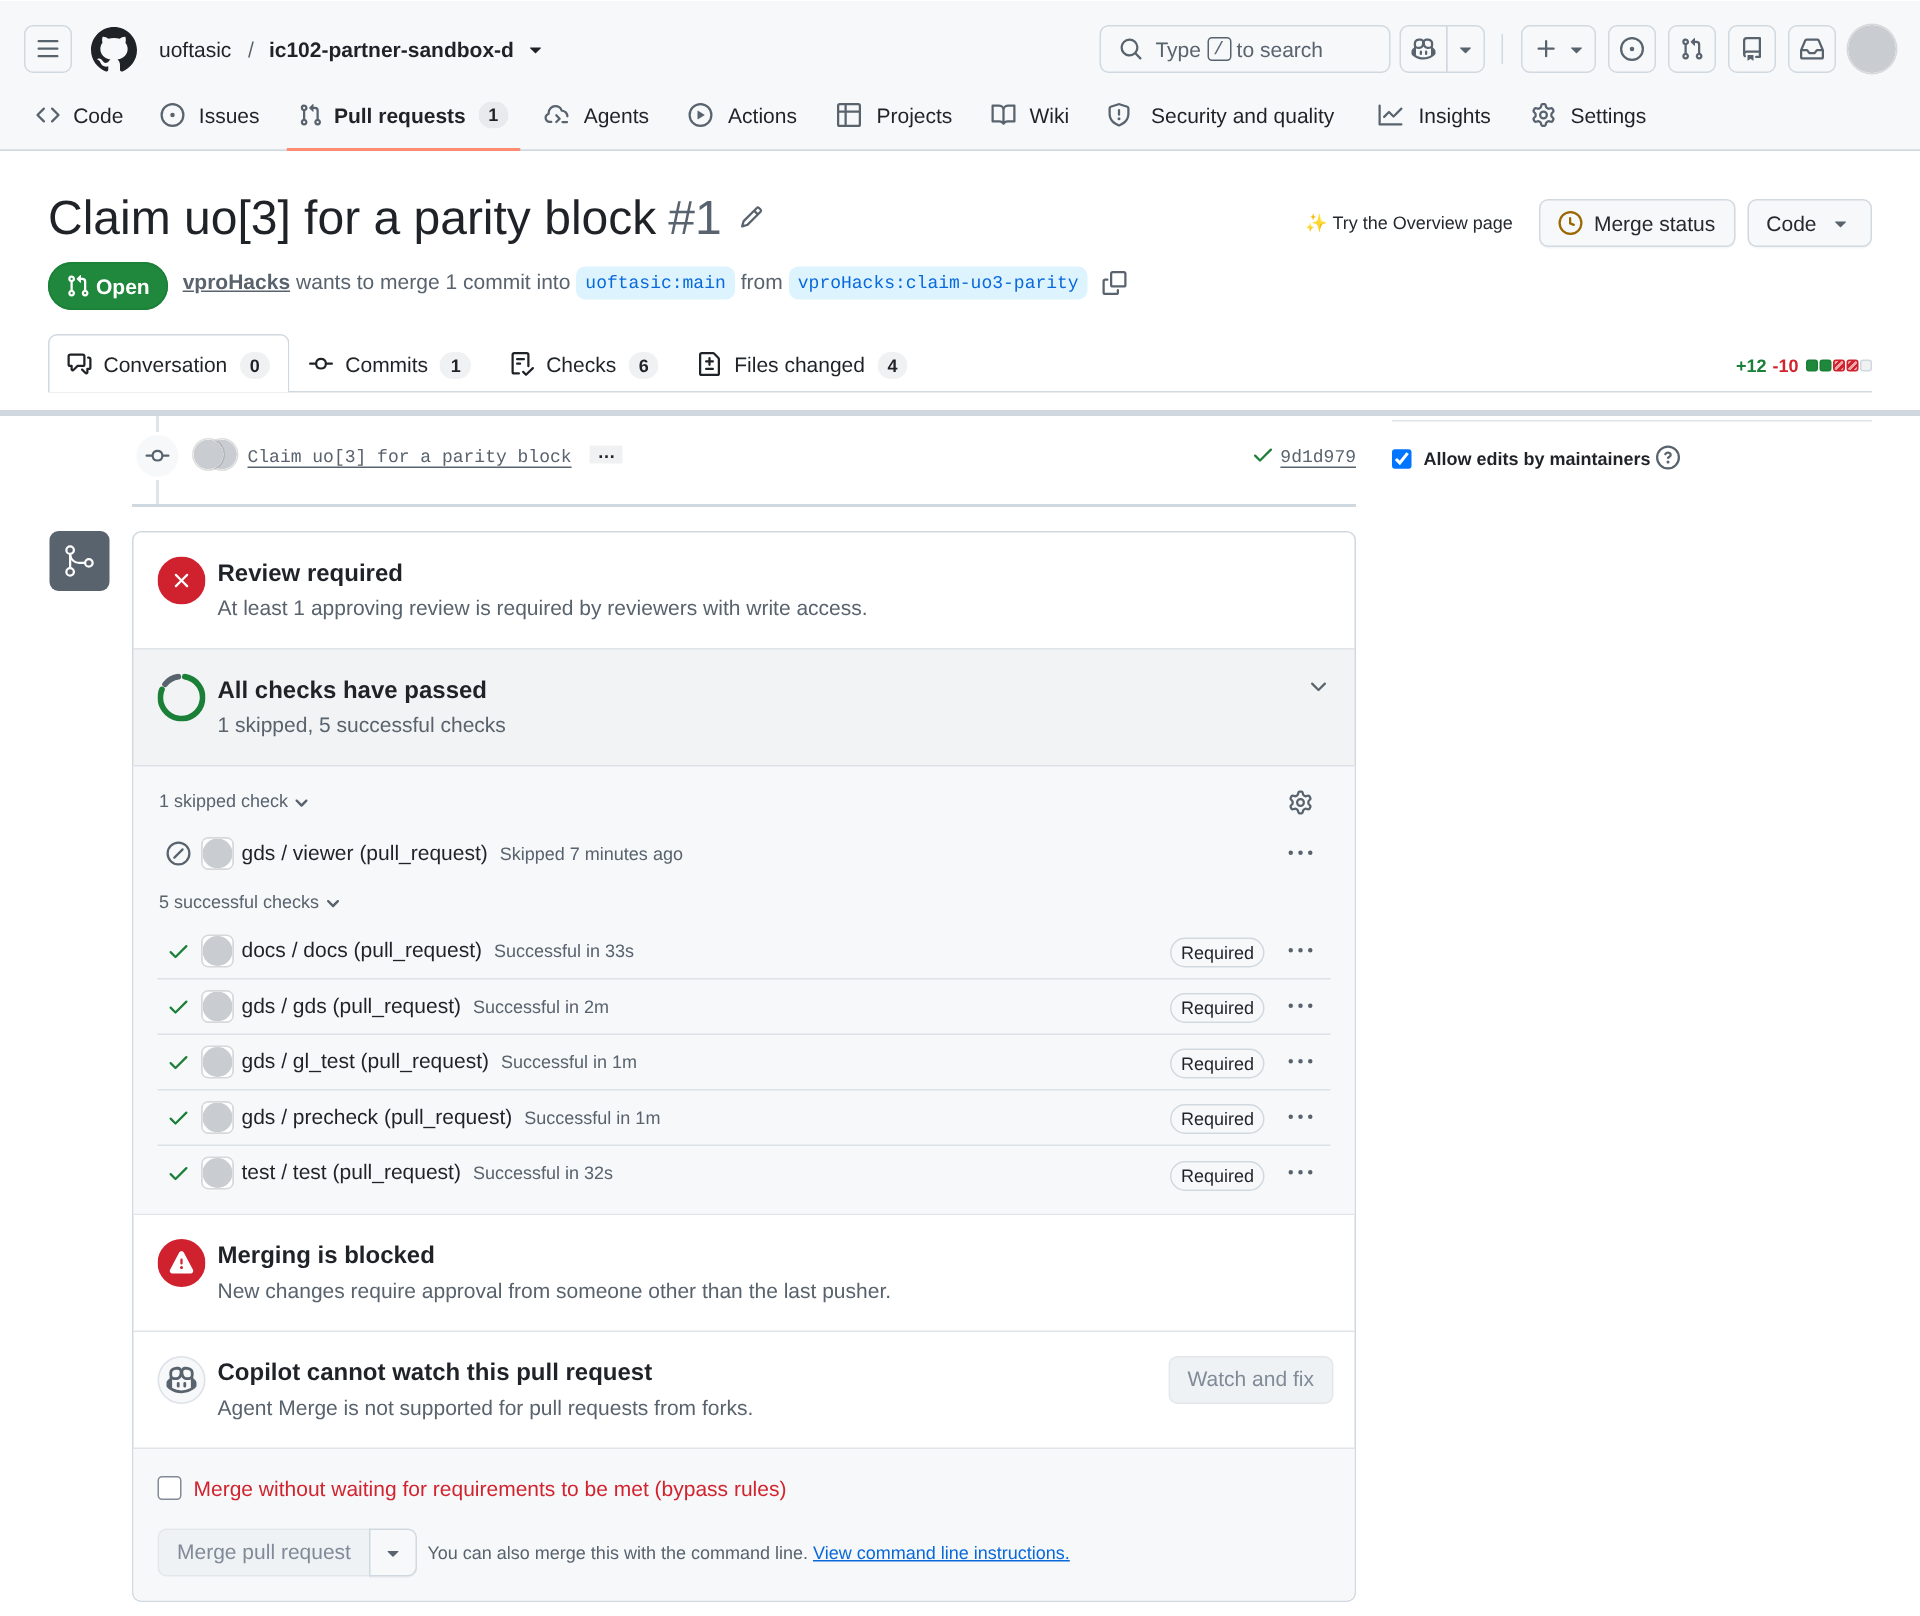 uoftasic / ic102-partner-sandbox-d
Type / to search
Code
Issues
Pull requests 1
Agents
Actions
Projects
Wiki
Security and quality
Insights
Settings
Claim uo[3] for a parity block #1
✨ Try the Overview page
Merge status
Code
Open
vproHacks wants to merge 1 commit into uoftasic:main from vproHacks:claim-uo3-parity
Conversation 0
Commits 1
Checks 6
Files changed 4
+12 -10
Claim uo[3] for a parity block ...
9d1d979
Allow edits by maintainers
Review required
At least 1 approving review is required by reviewers with write access.
All checks have passed
1 skipped, 5 successful checks
1 skipped check
gds / viewer (pull_request) Skipped 7 minutes ago
5 successful checks
docs / docs (pull_request) Successful in 33s Required
gds / gds (pull_request) Successful in 2m Required
gds / gl_test (pull_request) Successful in 1m Required
gds / precheck (pull_request) Successful in 1m Required
test / test (pull_request) Successful in 32s Required
Merging is blocked
New changes require approval from someone other than the last pusher.
Copilot cannot watch this pull request
Agent Merge is not supported for pull requests from forks.
Watch and fix
Merge without waiting for requirements to be met (bypass rules)
Merge pull request
You can also merge this with the command line. View command line instructions.